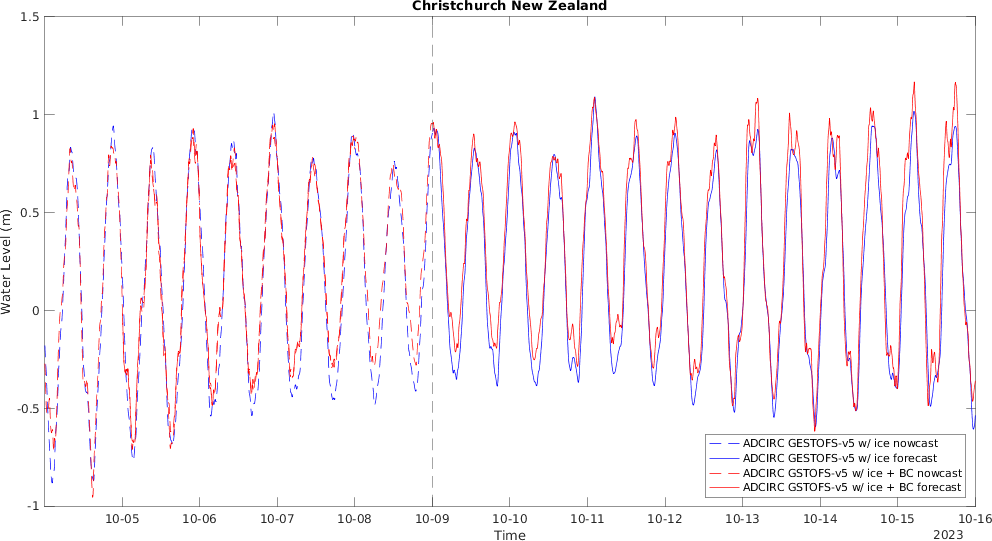 Christchurch New Zealand
Water Level (m)
1.5
1
0.5
0
-0.5
-1
ADCIRC GESTOFS-v5 w/ ice nowcast
ADCIRC GESTOFS-v5 w/ ice forecast
ADCIRC GSTOFS-v5 w/ ice + BC nowcast
ADCIRC GSTOFS-v5 w/ ice + BC forecast
10-05 10-06 10-07 10-08 10-09 10-10 10-11 10-12 10-13 10-14 10-15 10-16
Time
2023